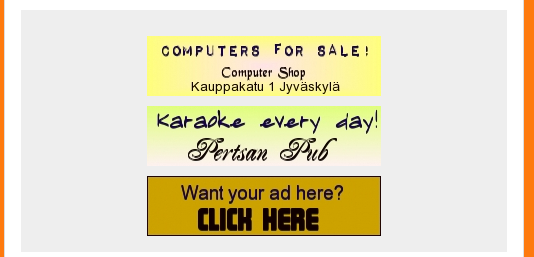 COMPUTERS FOR SALE!
Computer Shop
Kauppakatu 1 Jyväskylä
Karaoke every day!
Pertsan Pub
Want your ad here?
CLICK HERE